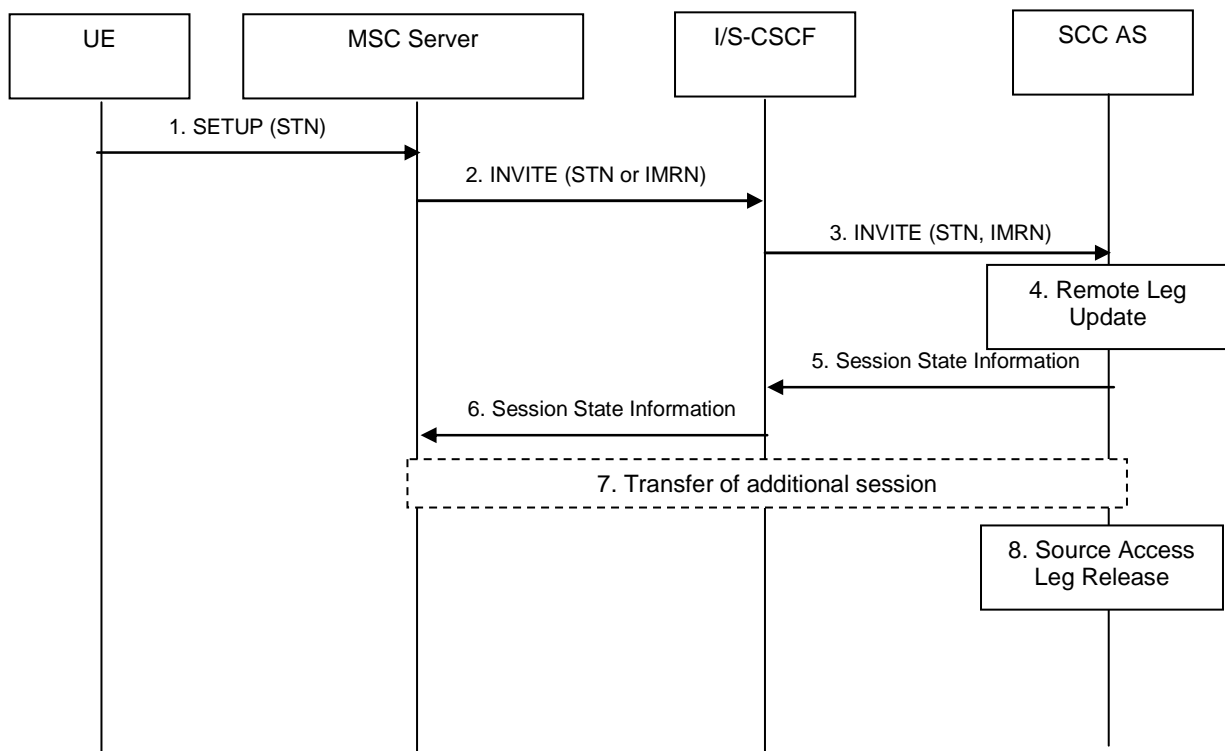 UE
MSC Server
I/S-CSCF
SCC AS
1. SETUP (STN)
2. INVITE (STN or IMRN)
3. INVITE (STN, IMRN)
4. Remote Leg
Update
5. Session State Information
6. Session State Information
7. Transfer of additional session
8. Source Access
Leg Release